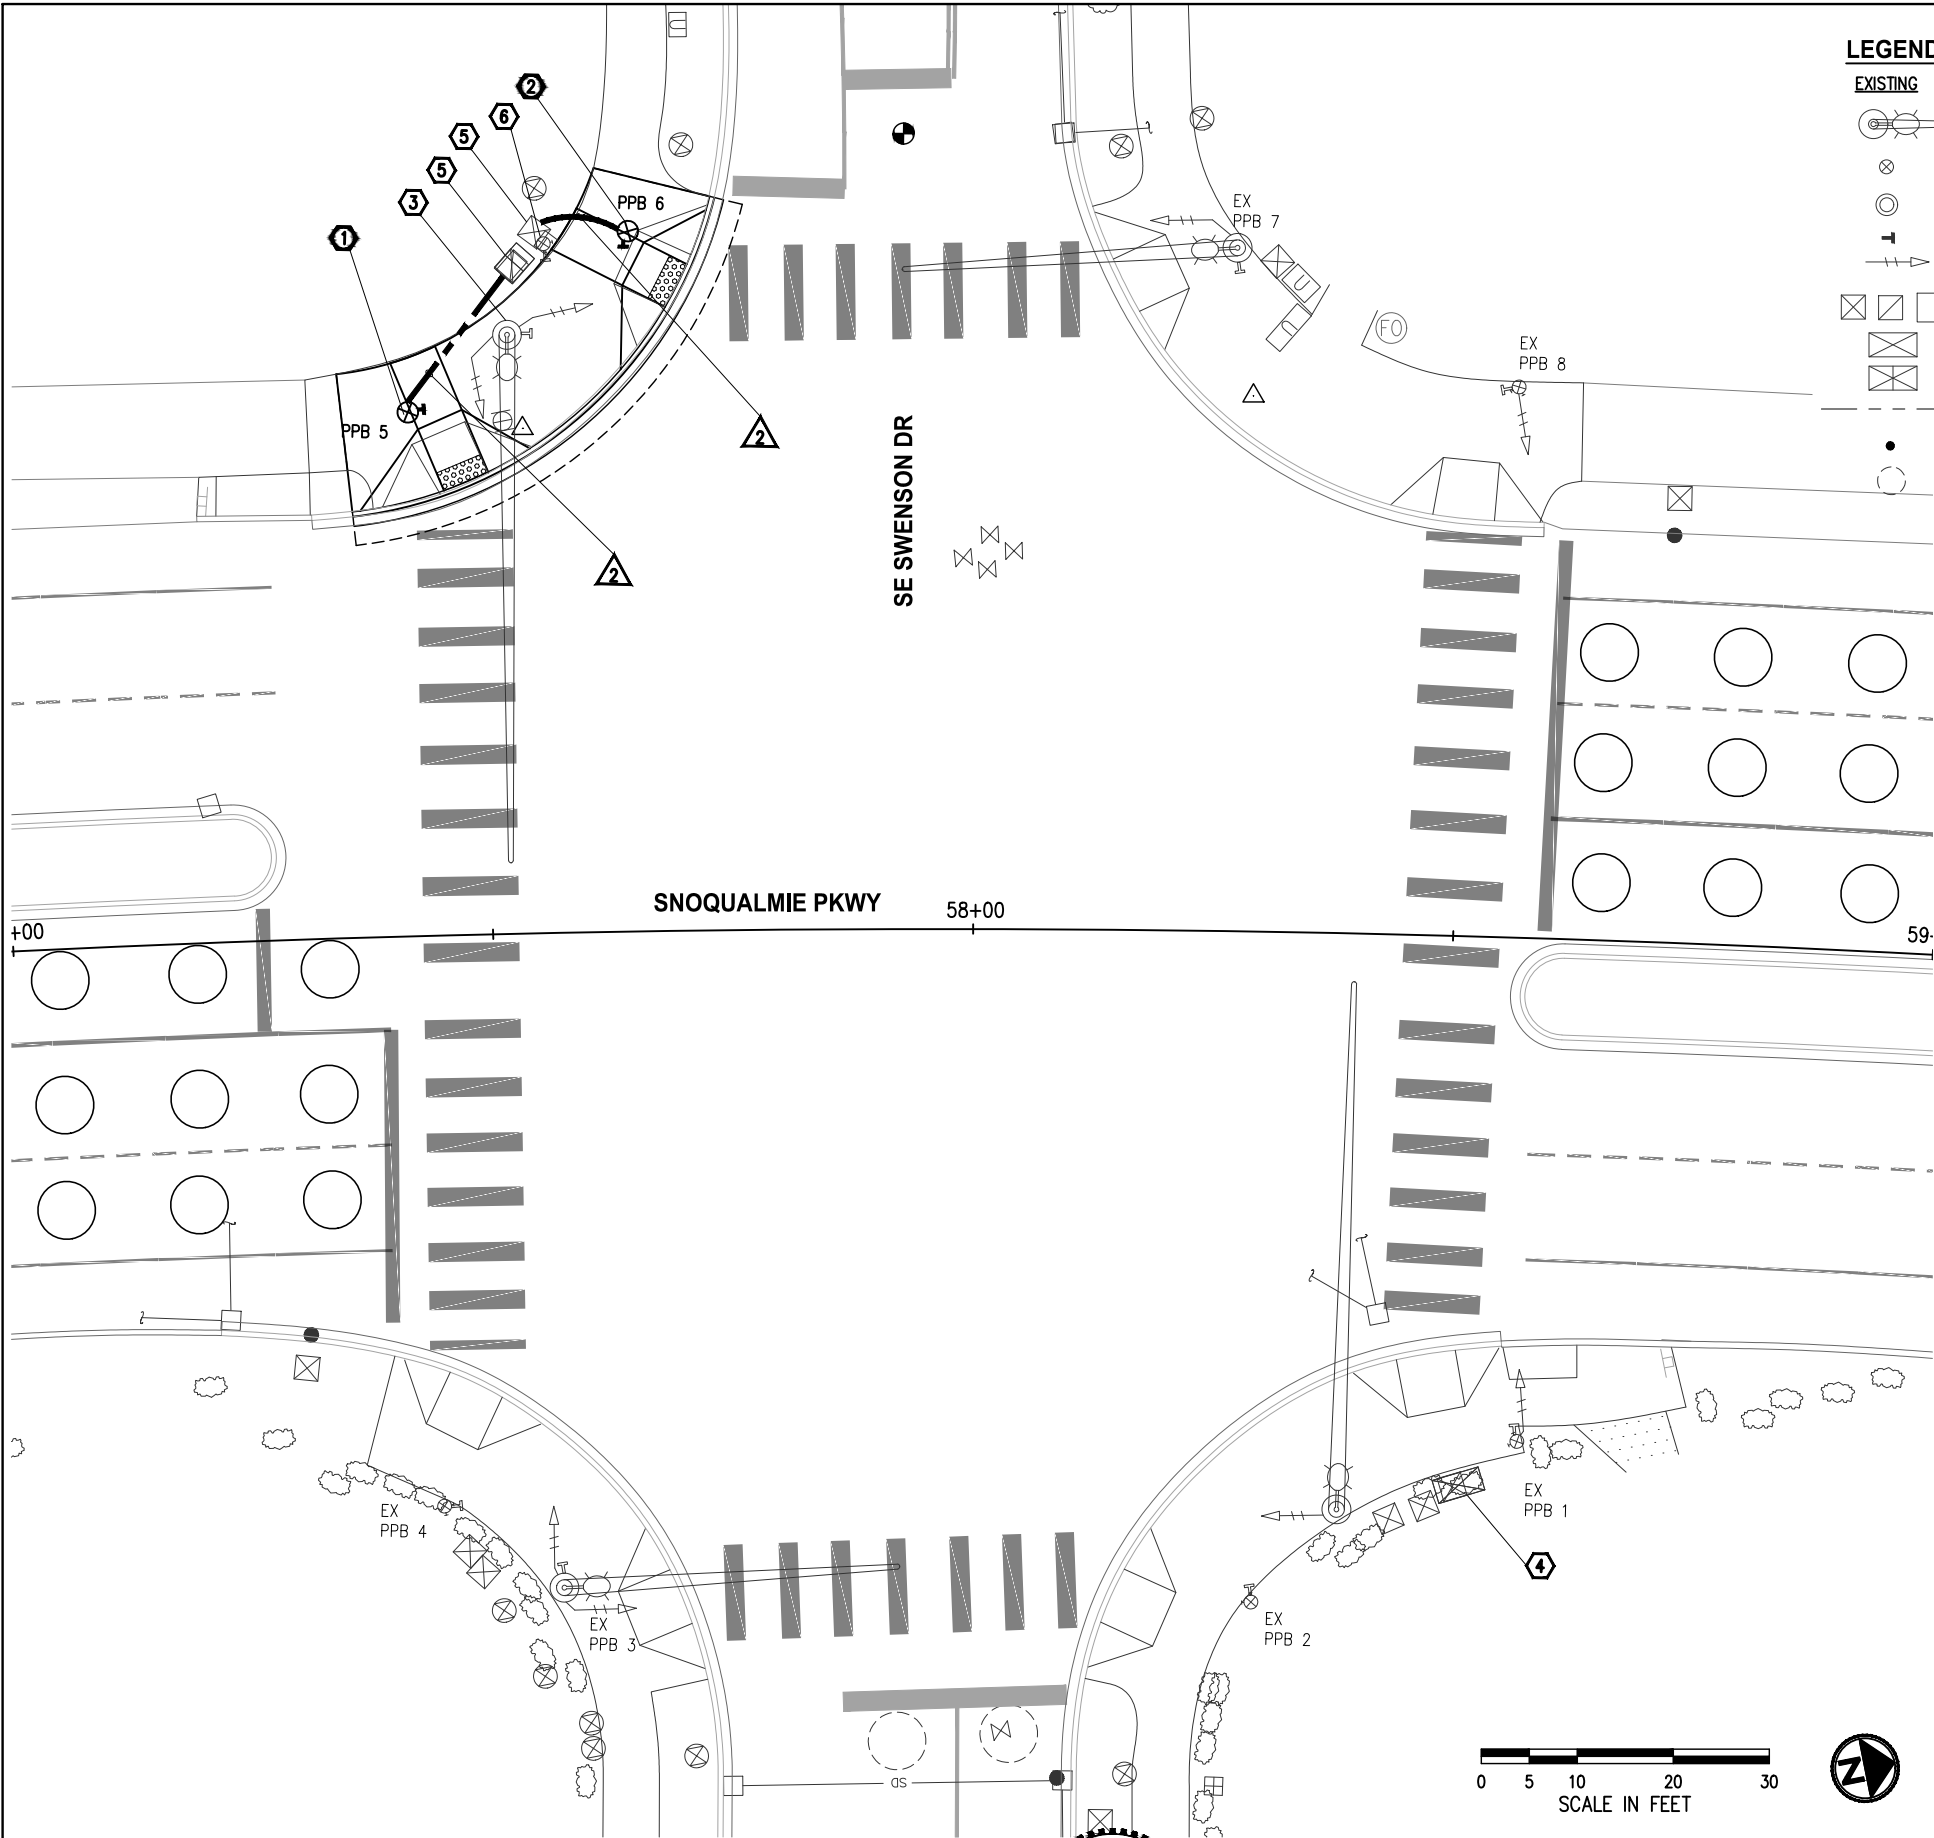 LEGEND
EXISTING
2
6
5
5
3
1
PPB 6
PPB 5
2
2
EX
PPB 7
U
U
U
FO
EX
PPB 8
SE SWENSON DR
SNOQUALMIE PKWY
+00
58+00
59+
EX
PPB 4
EX
PPB 3
EX
PPB 1
EX
PPB 2
4
SD
N
0 5 10 20 30
SCALE IN FEET